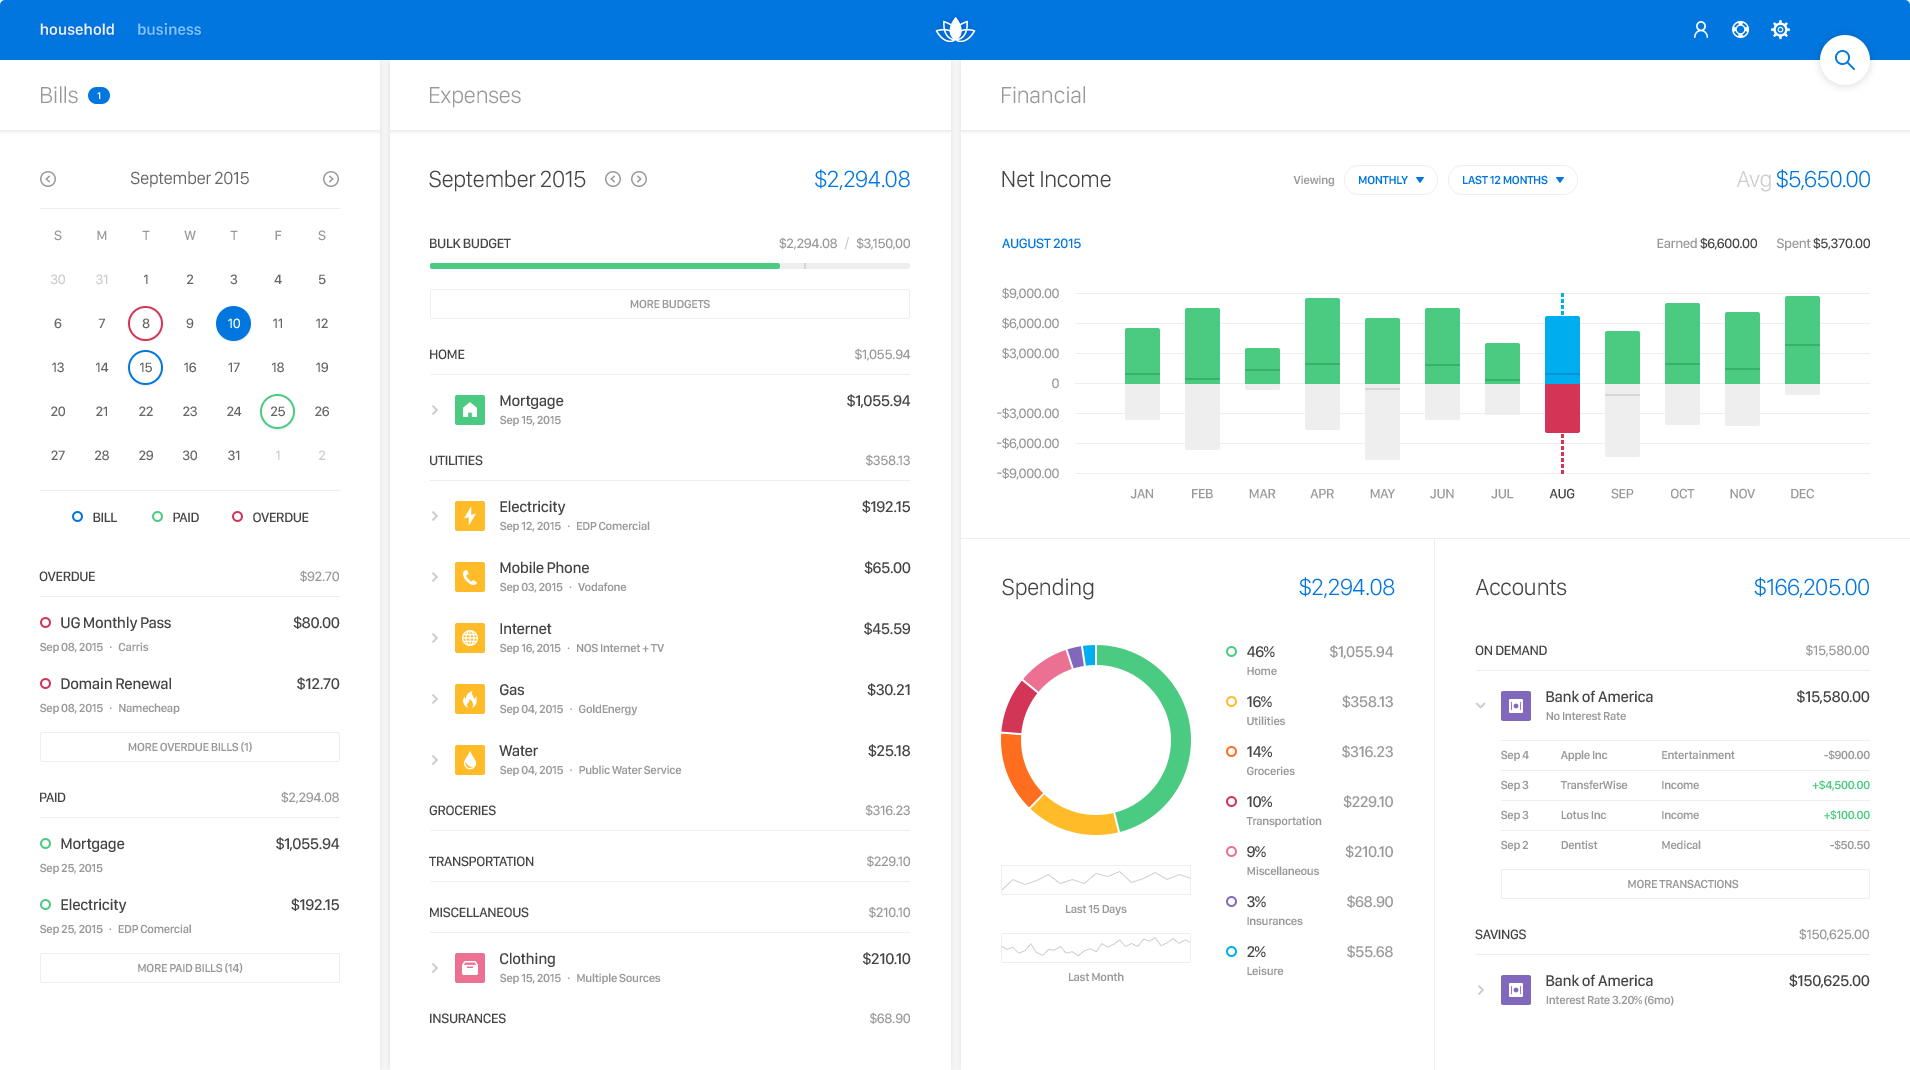 household business
Bills 1
Expenses
Financial
September 2015
S M T W T F S
30 31 1 2 3 4 5
6 7 8 9 10 11 12
13 14 15 16 17 18 19
20 21 22 23 24 25 26
27 28 29 30 31 1 2
BILL PAID OVERDUE
OVERDUE $92.70
UG Monthly Pass $80.00
Sep 08, 2015 · Carris
Domain Renewal $12.70
Sep 08, 2015 · Namecheap
MORE OVERDUE BILLS (1)
PAID $2,294.08
Mortgage $1,055.94
Sep 25, 2015
Electricity $192.15
Sep 25, 2015 · EDP Comercial
MORE PAID BILLS (14)
September 2015 $2,294.08
BULK BUDGET $2,294.08 / $3,150,00
MORE BUDGETS
HOME $1,055.94
Mortgage $1,055.94
Sep 15, 2015
UTILITIES $358.13
Electricity $192.15
Sep 12, 2015 · EDP Comercial
Mobile Phone $65.00
Sep 03, 2015 · Vodafone
Internet $45.59
Sep 16, 2015 · NOS Internet + TV
Gas $30.21
Sep 04, 2015 · GoldEnergy
Water $25.18
Sep 04, 2015 · Public Water Service
GROCERIES $316.23
TRANSPORTATION $229.10
MISCELLANEOUS $210.10
Clothing $210.10
Sep 15, 2015 · Multiple Sources
INSURANCES $68.90
Net Income Viewing MONTHLY LAST 12 MONTHS Avg $5,650.00
AUGUST 2015 Earned $6,600.00 Spent $5,370.00
$9,000.00
$6,000.00
$3,000.00
0
-$3,000.00
-$6,000.00
-$9,000.00
JAN FEB MAR APR MAY JUN JUL AUG SEP OCT NOV DEC
Spending $2,294.08
46% $1,055.94
Home
16% $358.13
Utilities
14% $316.23
Groceries
10% $229.10
Transportation
9% $210.10
Miscellaneous
3% $68.90
Insurances
2% $55.68
Leisure
Last 15 Days
Last Month
Accounts $166,205.00
ON DEMAND $15,580.00
Bank of America $15,580.00
No Interest Rate
Sep 4 Apple Inc Entertainment -$900.00
Sep 3 TransferWise Income +$4,500.00
Sep 3 Lotus Inc Income +$100.00
Sep 2 Dentist Medical -$50.50
MORE TRANSACTIONS
SAVINGS $150,625.00
Bank of America $150,625.00
Interest Rate 3.20% (6mo)